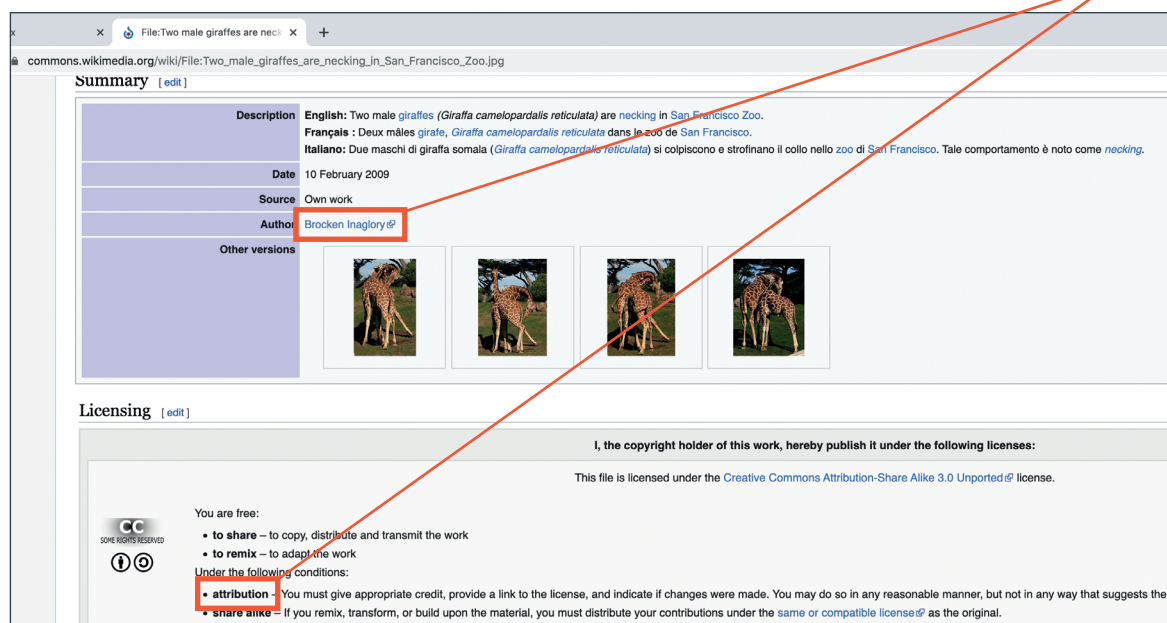 File:Two male giraffes are neck
commons.wikimedia.org/wiki/File:Two_male_giraffes_are_necking_in_San_Francisco_Zoo.jpg
Summary [ edit ]
Description English: Two male giraffes (Giraffa camelopardalis reticulata) are necking in San Francisco Zoo.
Français : Deux mâles girafe, Giraffa camelopardalis reticulata dans le zoo de San Francisco.
Italiano: Due maschi di giraffa somala (Giraffa camelopardalis reticulata) si colpiscono e strofinano il collo nello zoo di San Francisco. Tale comportamento è noto come necking.
Date 10 February 2009
Source Own work
Author Brocken Inaglory
Other versions
Licensing [ edit ]
I, the copyright holder of this work, hereby publish it under the following licenses:
This file is licensed under the Creative Commons Attribution-Share Alike 3.0 Unported license.
CC
SOME RIGHTS RESERVED
You are free:
• to share – to copy, distribute and transmit the work
• to remix – to adapt the work
Under the following conditions:
• attribution – You must give appropriate credit, provide a link to the license, and indicate if changes were made. You may do so in any reasonable manner, but not in any way that suggests the
• share alike – If you remix, transform, or build upon the material, you must distribute your contributions under the same or compatible license as the original.